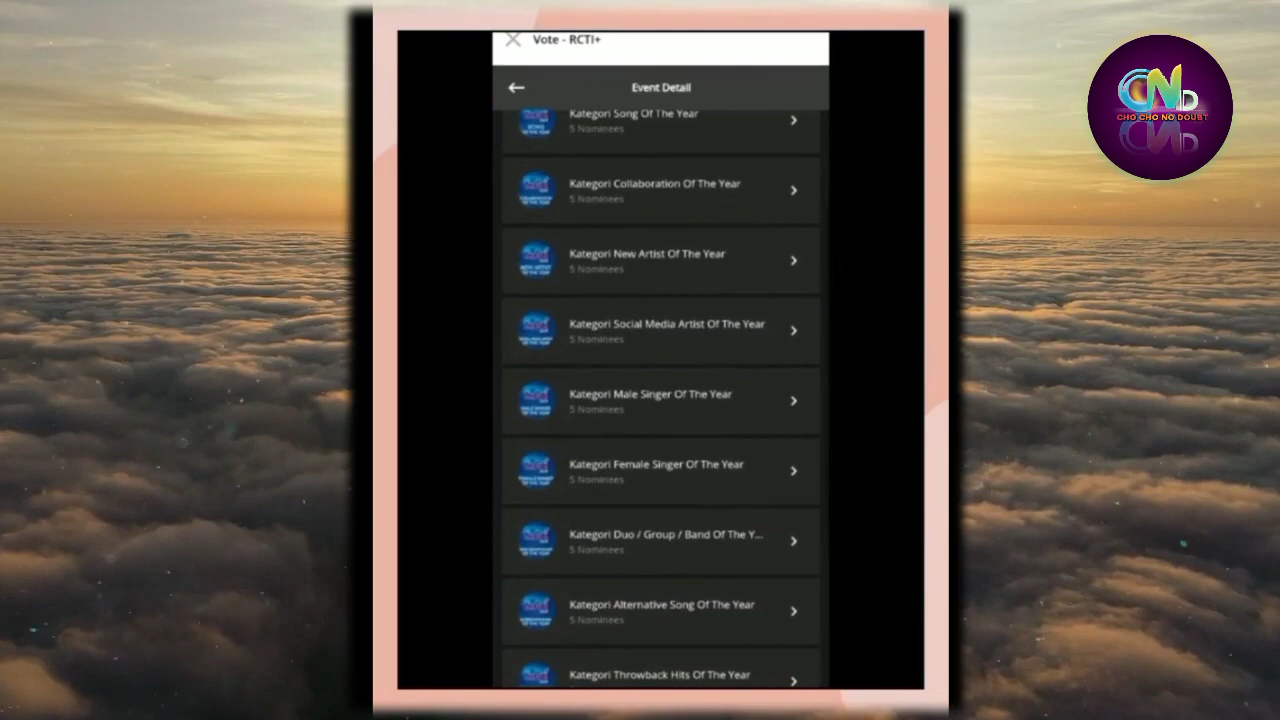 Vote - RCTI+
Event Detail
Kategori Song Of The Year
5 Nominees
Kategori Collaboration Of The Year
5 Nominees
Kategori New Artist Of The Year
5 Nominees
Kategori Social Media Artist Of The Year
5 Nominees
Kategori Male Singer Of The Year
5 Nominees
Kategori Female Singer Of The Year
5 Nominees
Kategori Duo / Group / Band Of The Y...
5 Nominees
Kategori Alternative Song Of The Year
5 Nominees
Kategori Throwback Hits Of The Year
CND
CHO CHO NO DOUBT